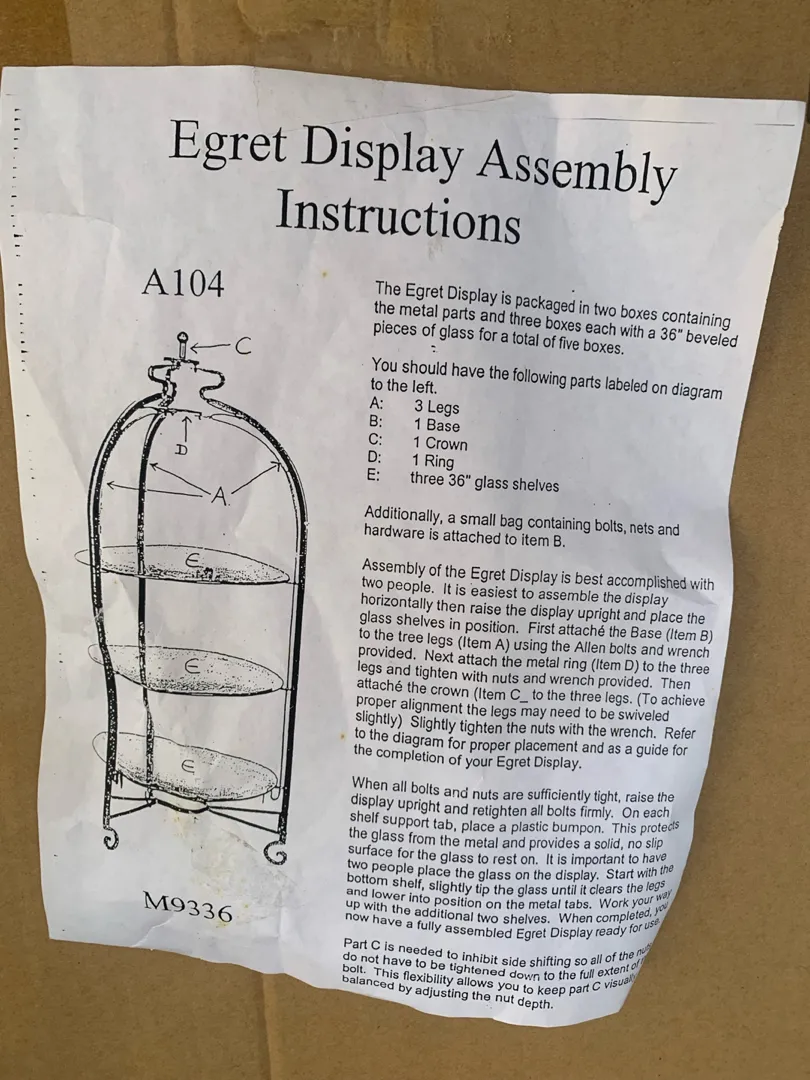 Egret Display Assembly
Instructions
A104
C
D
A
E
E
E
M9336
The Egret Display is packaged in two boxes containing
the metal parts and three boxes each with a 36" beveled
pieces of glass for a total of five boxes.
You should have the following parts labeled on diagram
to the left.
A: 3 Legs
B: 1 Base
C: 1 Crown
D: 1 Ring
E: three 36" glass shelves
Additionally, a small bag containing bolts, nets and
hardware is attached to item B.
Assembly of the Egret Display is best accomplished with
two people. It is easiest to assemble the display
horizontally then raise the display upright and place the
glass shelves in position. First attaché the Base (Item B)
to the tree legs (Item A) using the Allen bolts and wrench
provided. Next attach the metal ring (Item D) to the three
legs and tighten with nuts and wrench provided. Then
attaché the crown (Item C_ to the three legs. (To achieve
proper alignment the legs may need to be swiveled
slightly) Slightly tighten the nuts with the wrench. Refer
to the diagram for proper placement and as a guide for
the completion of your Egret Display.
When all bolts and nuts are sufficiently tight, raise the
display upright and retighten all bolts firmly. On each
shelf support tab, place a plastic bumpon. This protects
the glass from the metal and provides a solid, no slip
surface for the glass to rest on. It is important to have
two people place the glass on the display. Start with the
bottom shelf, slightly tip the glass until it clears the legs
and lower into position on the metal tabs. Work your way
up with the additional two shelves. When completed, you
now have a fully assembled Egret Display ready for use.
Part C is needed to inhibit side shifting so all of the nuts
do not have to be tightened down to the full extent of
bolt. This flexibility allows you to keep part C visually
balanced by adjusting the nut depth.